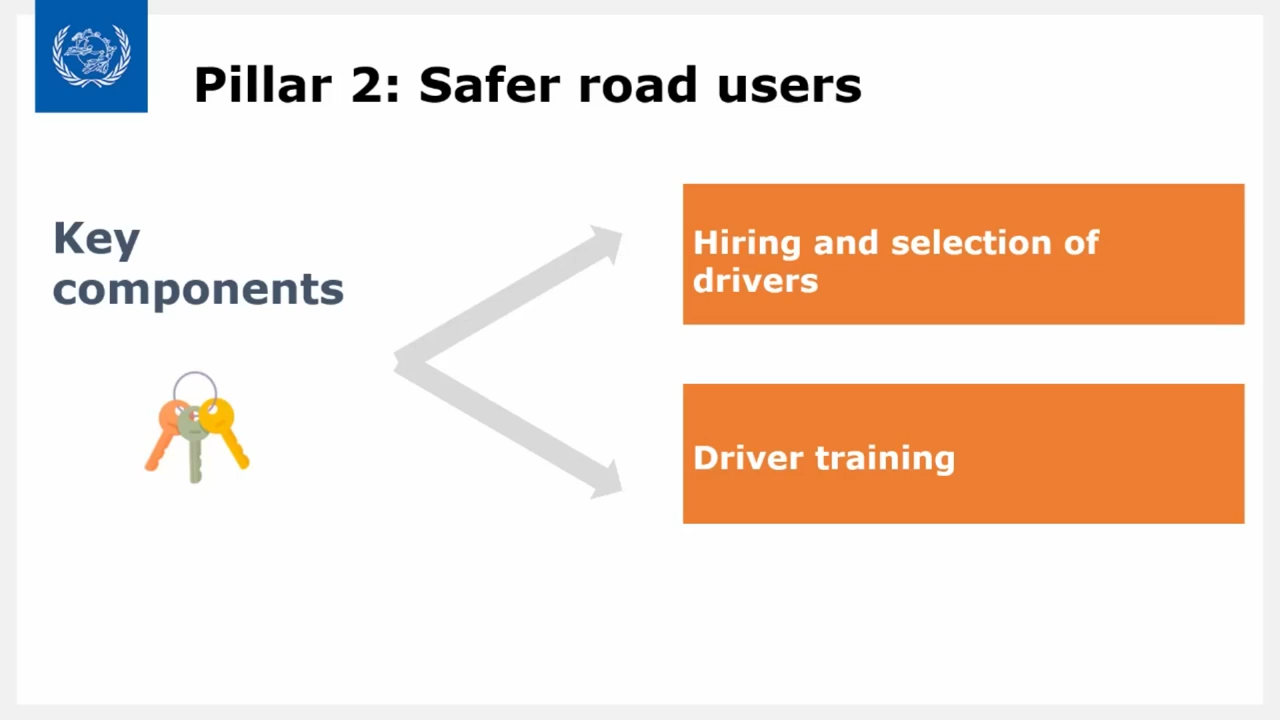 Pillar 2: Safer road users
Key
components
Hiring and selection of
drivers
Driver training